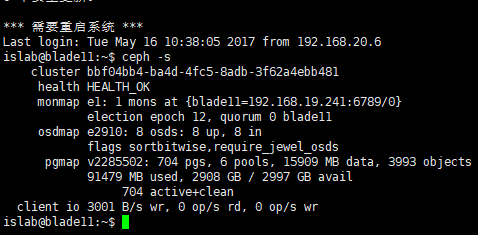 *** 需要重启系统 ***
Last login: Tue May 16 10:38:05 2017 from 192.168.20.6
islab@blade11:~$ ceph -s
cluster bbf04bb4-ba4d-4fc5-8adb-3f62a4ebb481
health HEALTH_OK
monmap e1: 1 mons at {blade11=192.168.19.241:6789/0}
election epoch 12, quorum 0 blade11
osdmap e2910: 8 osds: 8 up, 8 in
flags sortbitwise,require_jewel_osds
pgmap v2285502: 704 pgs, 6 pools, 15909 MB data, 3993 objects
91479 MB used, 2908 GB / 2997 GB avail
704 active+clean
client io 3001 B/s wr, 0 op/s rd, 0 op/s wr
islab@blade11:~$